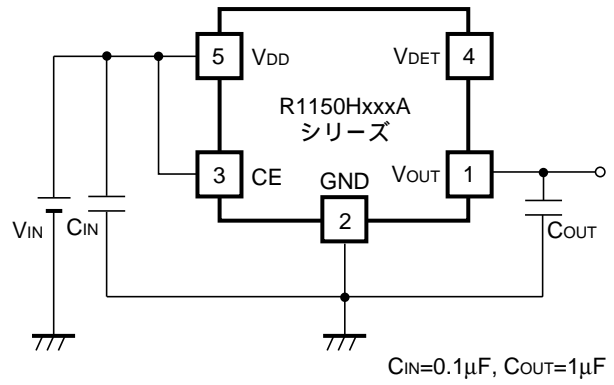 5 VDD VDET 4
R1150HxxxA
シリーズ
3 CE GND VOUT 1
2
VIN CIN COUT
CIN=0.1μF, COUT=1μF